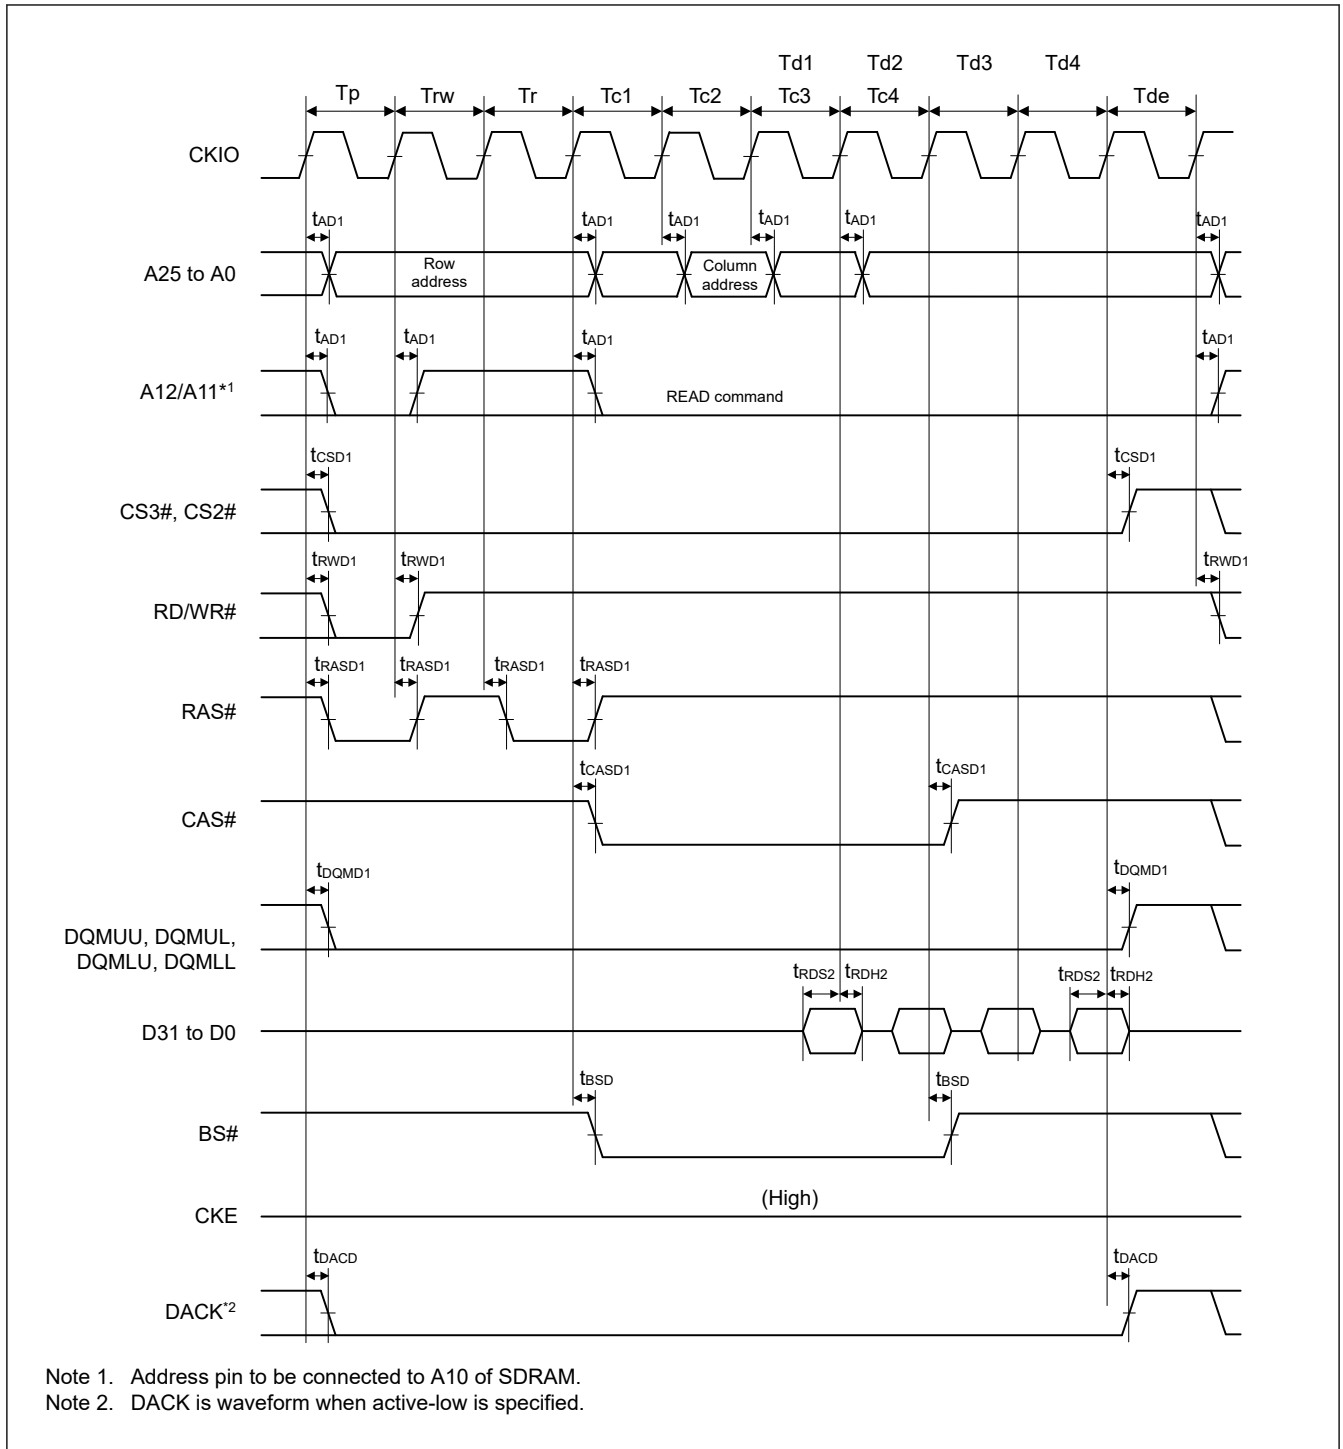 Td1 Td2 Td3 Td4
Tp Trw Tr Tc1 Tc2 Tc3 Tc4 Tde
CKIO
tAD1 tAD1 tAD1 tAD1 tAD1 tAD1
A25 to A0
Row
address
Column
address
tAD1 tAD1 tAD1 tAD1
A12/A11*1
READ command
tCSD1 tCSD1
CS3#, CS2#
tRWD1 tRWD1 tRWD1
RD/WR#
tRASD1 tRASD1 tRASD1 tRASD1
RAS#
tCASD1 tCASD1
CAS#
tDQMD1 tDQMD1
DQMUU, DQMUL,
DQMLU, DQMLL
tRDS2 tRDH2 tRDS2 tRDH2
D31 to D0
tBSD tBSD
BS#
(High)
CKE
tDACD tDACD
DACK*2
Note 1. Address pin to be connected to A10 of SDRAM.
Note 2. DACK is waveform when active-low is specified.